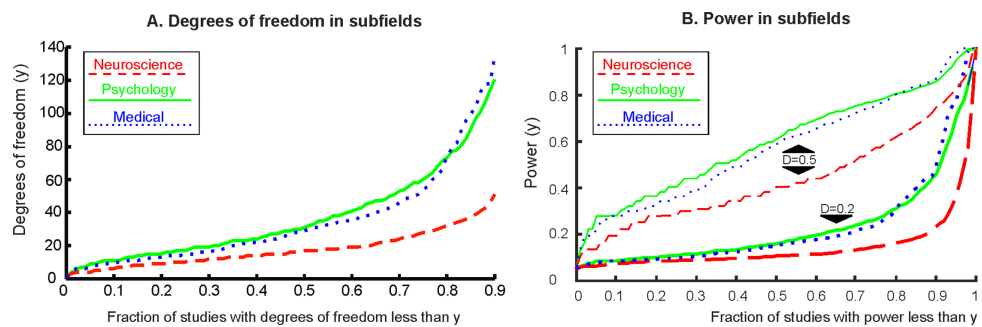 A. Degrees of freedom in subfields
Degrees of freedom (y)
140
120
100
80
60
40
20
0
Neuroscience
Psychology
Medical
0 0.1 0.2 0.3 0.4 0.5 0.6 0.7 0.8 0.9
Fraction of studies with degrees of freedom less than y
B. Power in subfields
Power (y)
1
0.8
0.6
0.4
0.2
0
Neuroscience
Psychology
Medical
D=0.5
D=0.2
0 0.1 0.2 0.3 0.4 0.5 0.6 0.7 0.8 0.9 1
Fraction of studies with power less than y